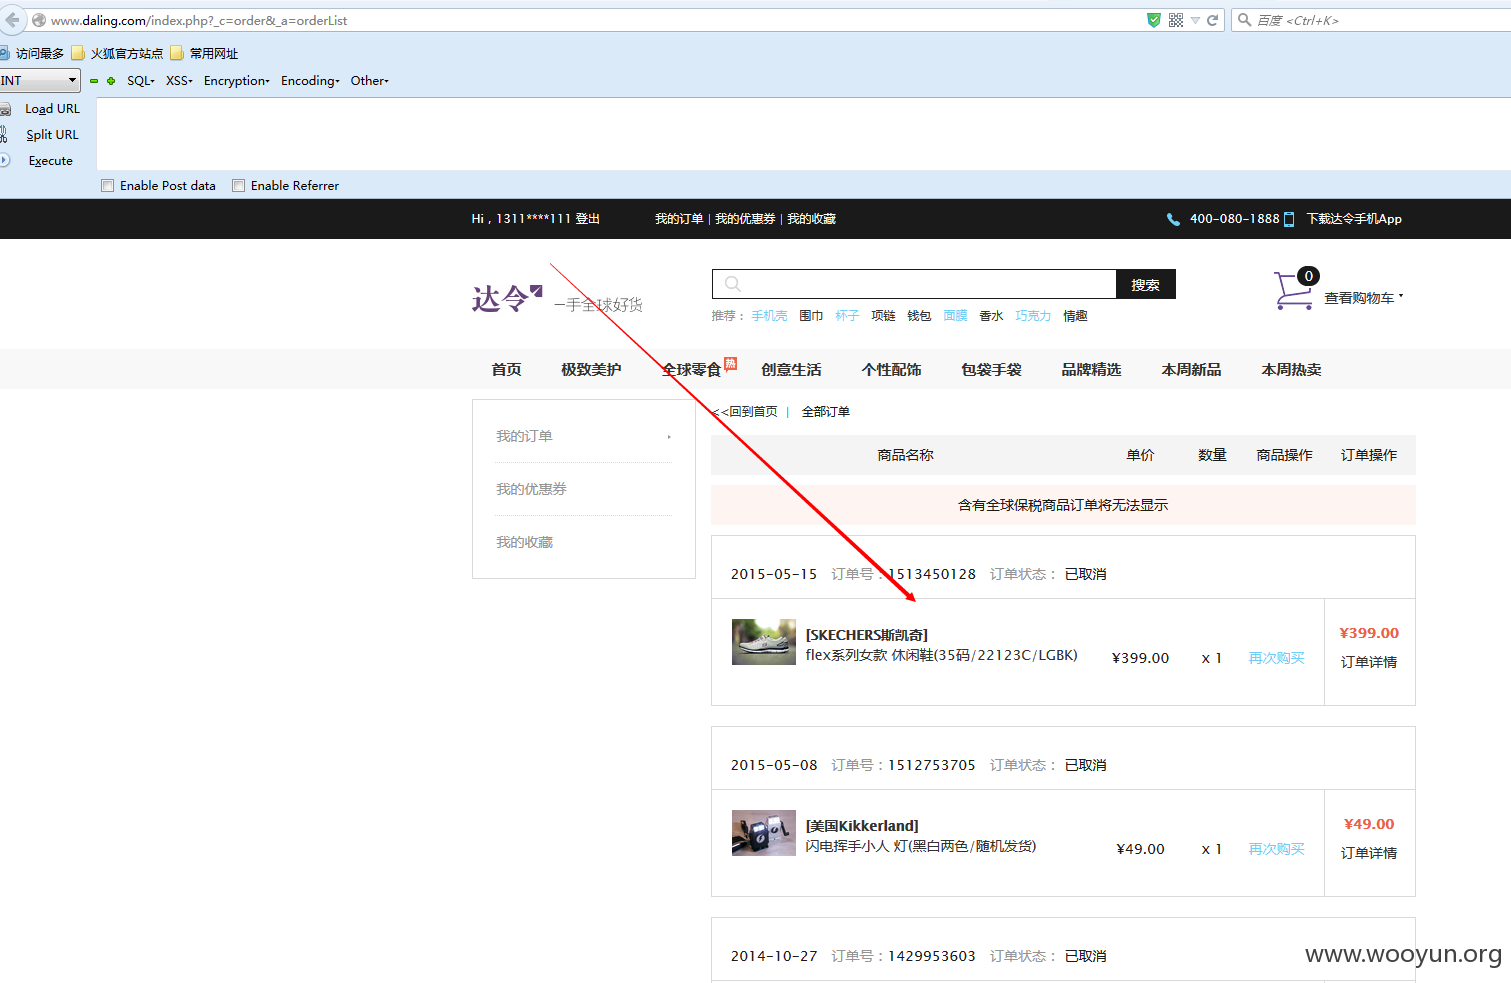 www.daling.com/index.php?_c=order&_a=orderList
百度 <Ctrl+K>
访问最多 火狐官方站点 常用网址
INT SQL XSS Encryption Encoding Other
Load URL
Split URL
Execute
Enable Post data Enable Referrer
Hi，1311****111 登出 我的订单 | 我的优惠券 | 我的收藏 400-080-1888 下载达令手机App
达令 一手全球好货
搜索
0
查看购物车
推荐： 手机壳 围巾 杯子 项链 钱包 面膜 香水 巧克力 情趣
首页 极致美护 全球零食 热 创意生活 个性配饰 包袋手袋 品牌精选 本周新品 本周热卖
我的订单
我的优惠券
我的收藏
<<回到首页 | 全部订单
商品名称 单价 数量 商品操作 订单操作
含有全球保税商品订单将无法显示
2015-05-15 订单号：1513450128 订单状态： 已取消
[SKECHERS斯凯奇]
flex系列女款 休闲鞋(35码/22123C/LGBK) ¥399.00 x 1 再次购买
¥399.00
订单详情
2015-05-08 订单号：1512753705 订单状态： 已取消
[美国Kikkerland]
闪电挥手小人 灯(黑白两色/随机发货) ¥49.00 x 1 再次购买
¥49.00
订单详情
2014-10-27 订单号：1429953603 订单状态： 已取消
www.wooyun.org